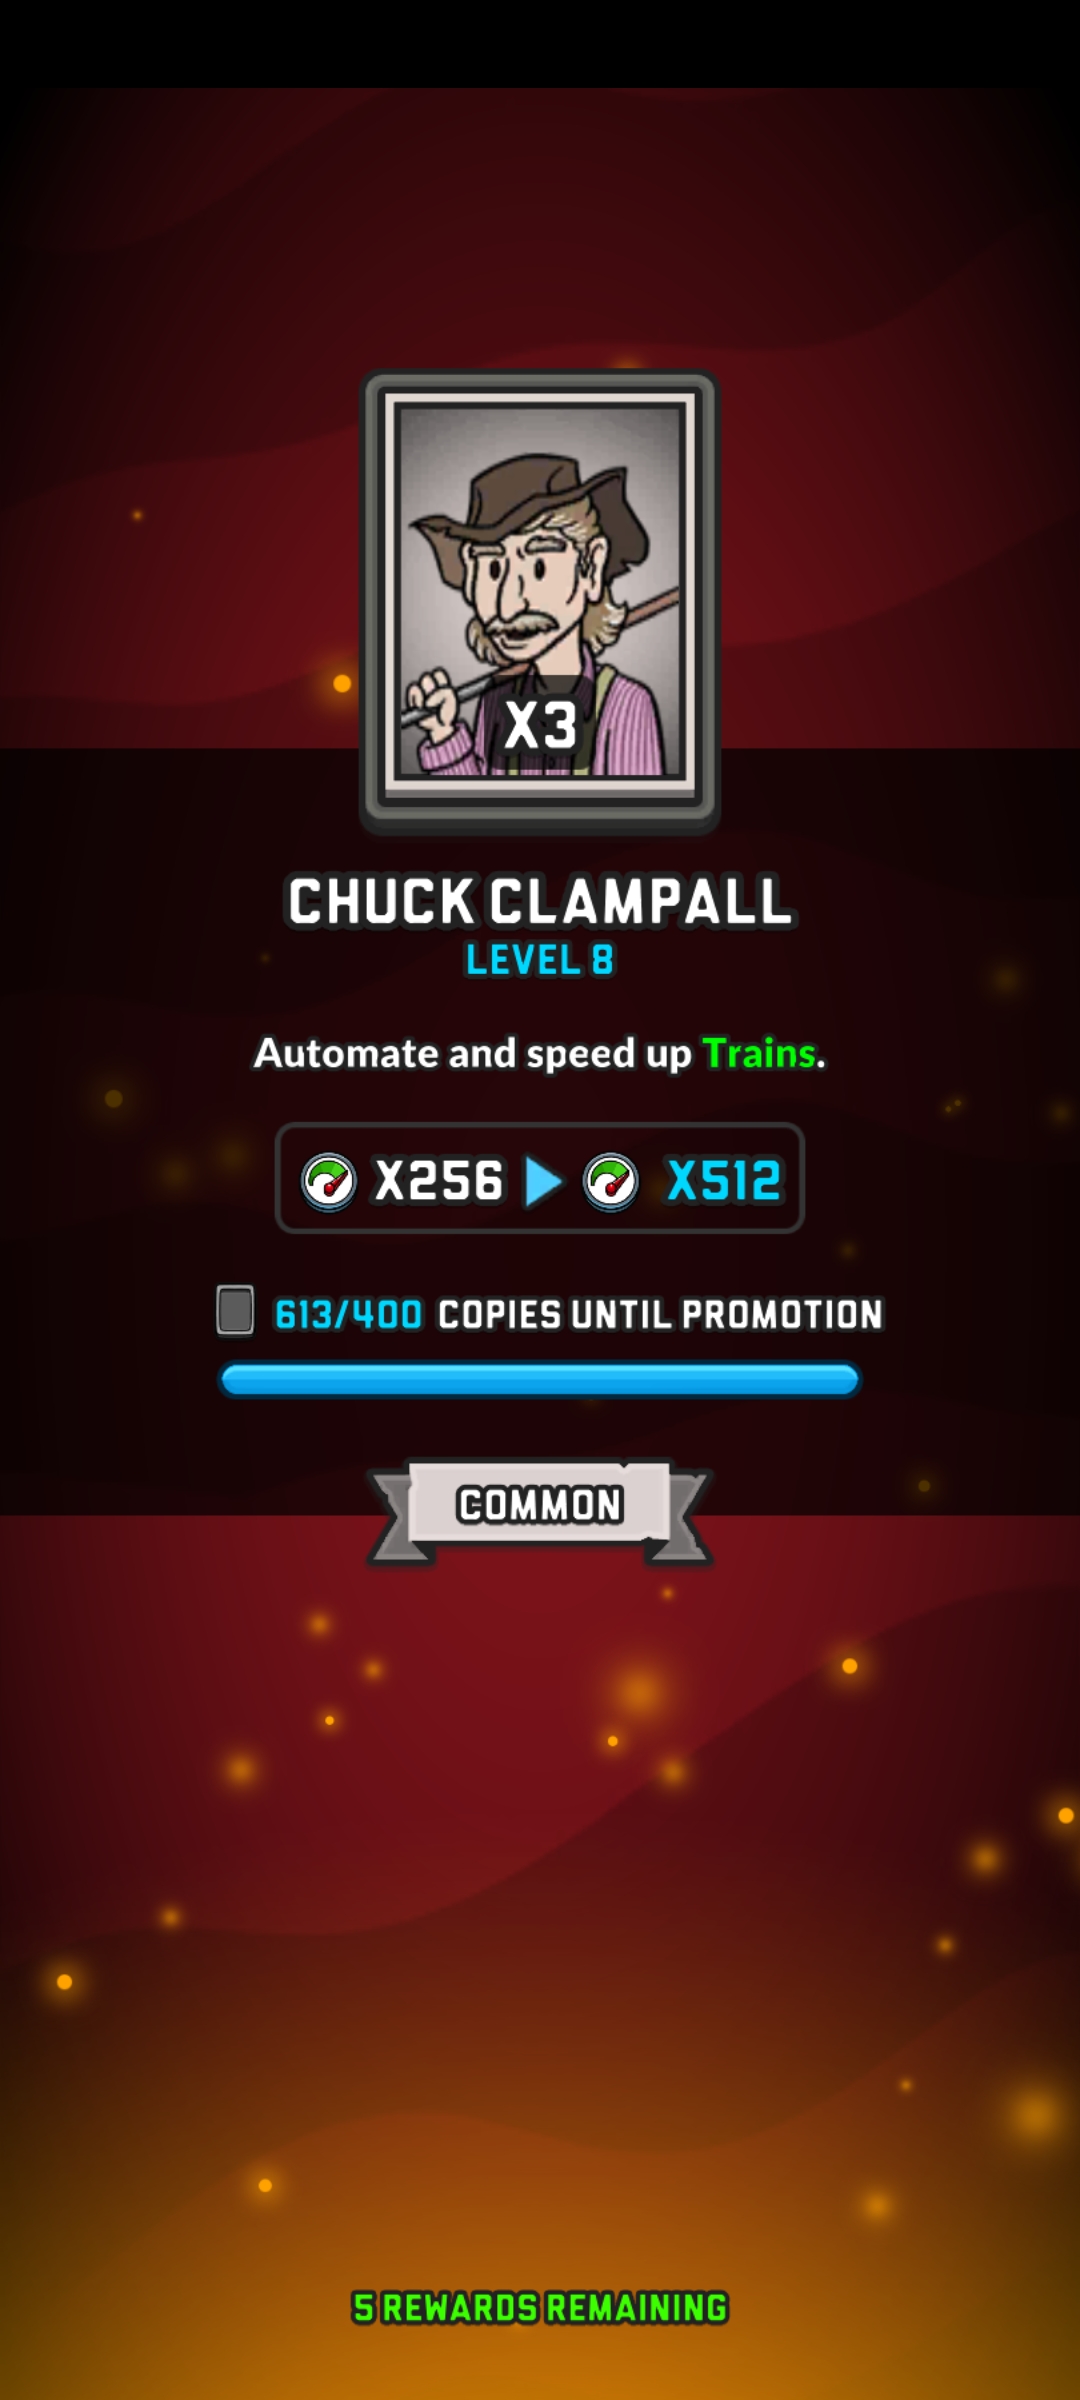 X3
CHUCK CLAMPALL
LEVEL 8
Automate and speed up Trains.
X256 X512
613/400 COPIES UNTIL PROMOTION
COMMON
5 REWARDS REMAINING